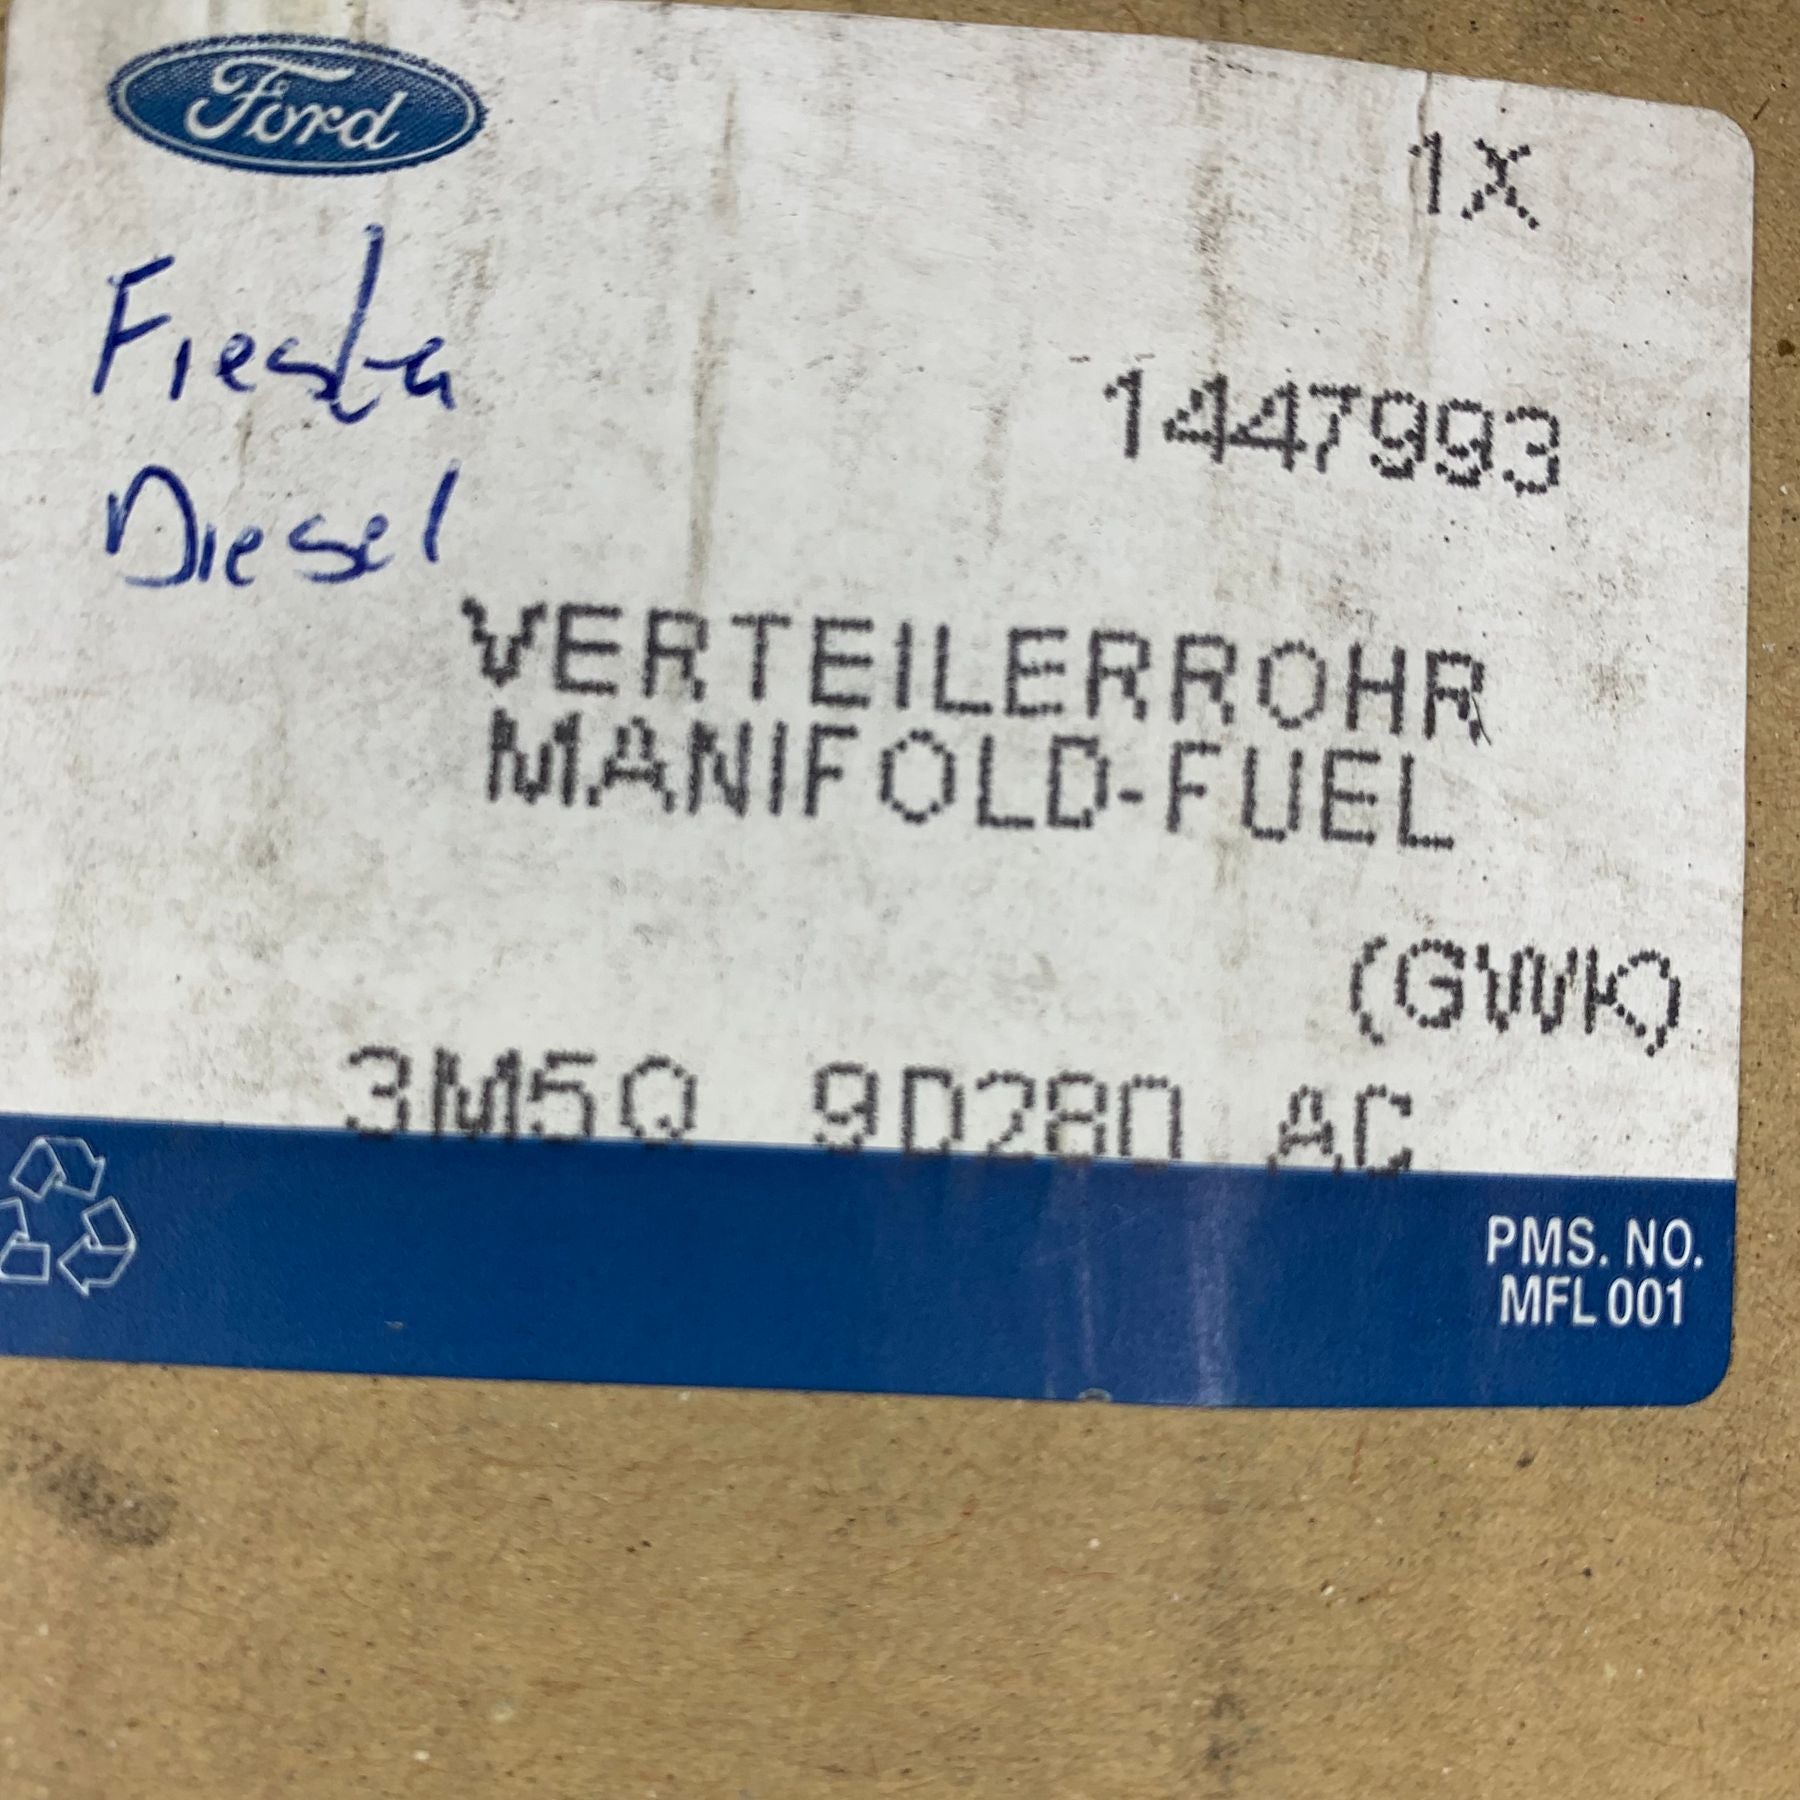 Ford
1X
Fiesta
1447993
Diesel
VERTEILERROHR
MANIFOLD-FUEL
(GWK)
3M5Q 9D280 AC
PMS. NO.
MFL 001